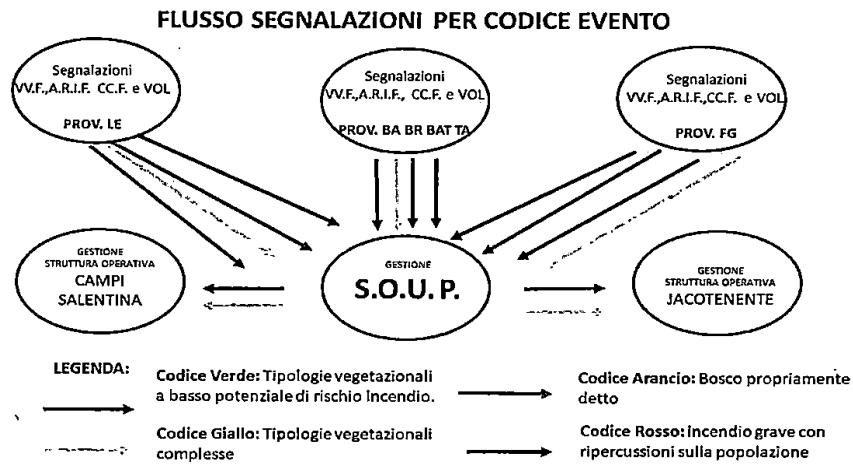 FLUSSO SEGNALAZIONI PER CODICE EVENTO
Segnalazioni
VV.F.,A.R.I.F. CC.F. e VOL
PROV. LE
Segnalazioni
VV.F.,A.R.I.F., CC.F. e VOL
PROV. BA BR BAT TA
Segnalazioni
VV.F.,A.R.I.F.,CC.F. e VOL
PROV. FG
GESTIONE
STRUTTURA OPERATIVA
CAMPI
SALENTINA
GESTIONE
S.O.U.P.
GESTIONE
STRUTTURA OPERATIVA
JACOTENENTE
LEGENDA:
Codice Verde: Tipologie vegetazionali
a basso potenziale di rischio Incendio.
Codice Giallo: Tipologie vegetazionali
complesse
Codice Arancio: Bosco propriamente
detto
Codice Rosso: incendio grave con
ripercussioni sulla popolazione